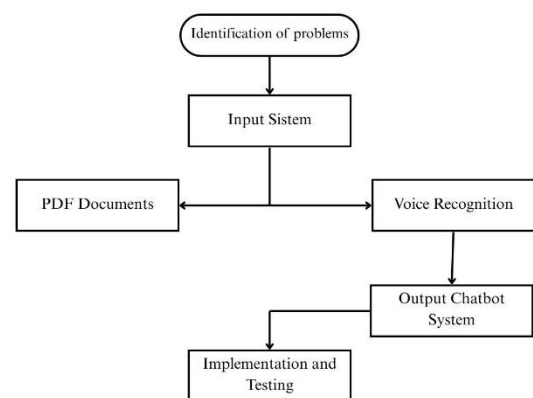 Identification of problems
Input Sistem
PDF Documents
Voice Recognition
Output Chatbot
System
Implementation and
Testing